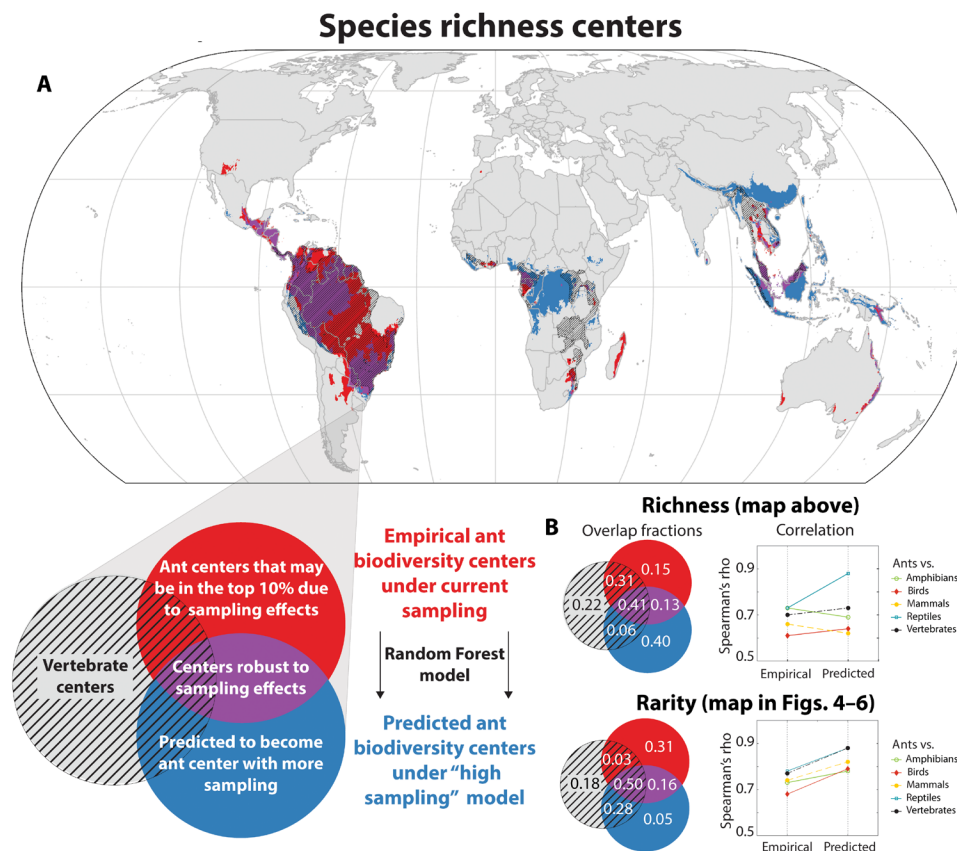 Species richness centers
A
Ant centers that may
be in the top 10% due
to sampling effects
Vertebrate
centers
Centers robust to
sampling effects
Predicted to become
ant center with more
sampling
Empirical ant
biodiversity centers
under current
sampling
Random Forest
model
Predicted ant
biodiversity centers
under “high
sampling” model
B
Richness (map above)
Overlap fractions
0.15
0.31
0.22
0.41
0.13
0.06
0.40
Correlation
Spearman's rho
0.9
0.7
0.5
Empirical
Predicted
Ants vs.
Amphibians
Birds
Mammals
Reptiles
Vertebrates
Rarity (map in Figs. 4–6)
0.31
0.03
0.18
0.50
0.16
0.28
0.05
Spearman's rho
0.9
0.7
0.5
Empirical
Predicted
Ants vs.
Amphibians
Birds
Mammals
Reptiles
Vertebrates